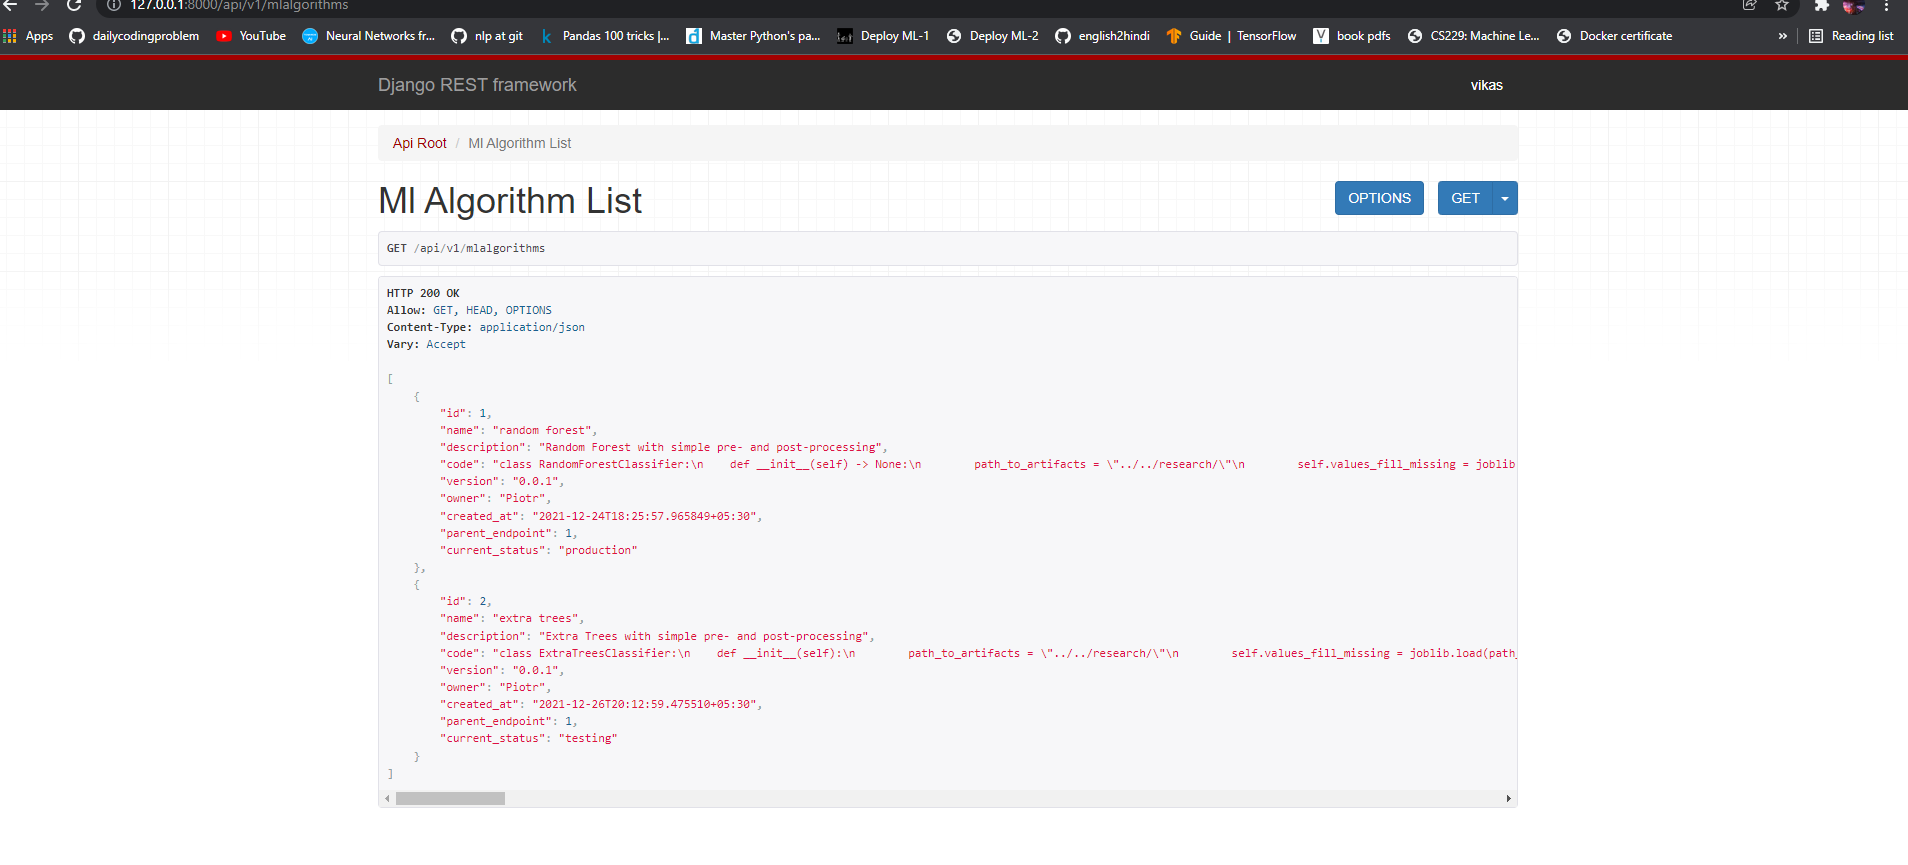 127.0.0.1:8000/api/v1/mlalgorithms
Apps dailycodingproblem YouTube Neural Networks fr... nlp at git Pandas 100 tricks |... Master Python's pa... Deploy ML-1 Deploy ML-2 english2hindi Guide | TensorFlow book pdfs CS229: Machine Le... Docker certificate » Reading list
Django REST framework vikas
Api Root / Ml Algorithm List
Ml Algorithm List OPTIONS GET
GET /api/v1/mlalgorithms
HTTP 200 OK
Allow: GET, HEAD, OPTIONS
Content-Type: application/json
Vary: Accept
[
{
"id": 1,
"name": "random forest",
"description": "Random Forest with simple pre- and post-processing",
"code": "class RandomForestClassifier:\n    def __init__(self) -> None:\n        path_to_artifacts = \"../../research/\"\n        self.values_fill_missing = joblib
"version": "0.0.1",
"owner": "Piotr",
"created_at": "2021-12-24T18:25:57.965849+05:30",
"parent_endpoint": 1,
"current_status": "production"
},
{
"id": 2,
"name": "extra trees",
"description": "Extra Trees with simple pre- and post-processing",
"code": "class ExtraTreesClassifier:\n    def __init__(self):\n        path_to_artifacts = \"../../research/\"\n        self.values_fill_missing = joblib.load(path_
"version": "0.0.1",
"owner": "Piotr",
"created_at": "2021-12-26T20:12:59.475510+05:30",
"parent_endpoint": 1,
"current_status": "testing"
}
]